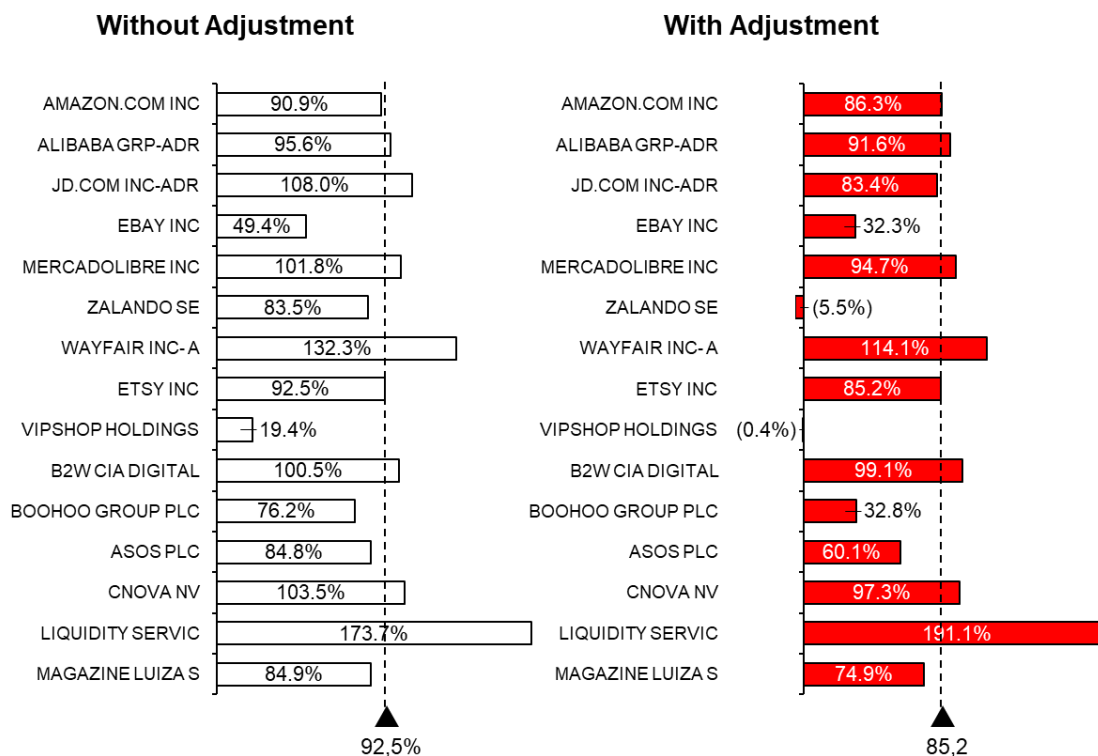 Without Adjustment
AMAZON.COM INC 90.9%
ALIBABA GRP-ADR 95.6%
JD.COM INC-ADR 108.0%
EBAY INC 49.4%
MERCADOLIBRE INC 101.8%
ZALANDO SE 83.5%
WAYFAIR INC- A 132.3%
ETSY INC 92.5%
VIPSHOP HOLDINGS 19.4%
B2W CIA DIGITAL 100.5%
BOOHOO GROUP PLC 76.2%
ASOS PLC 84.8%
CNOVA NV 103.5%
LIQUIDITY SERVIC 173.7%
MAGAZINE LUIZA S 84.9%
92,5%
With Adjustment
AMAZON.COM INC 86.3%
ALIBABA GRP-ADR 91.6%
JD.COM INC-ADR 83.4%
EBAY INC 32.3%
MERCADOLIBRE INC 94.7%
ZALANDO SE (5.5%)
WAYFAIR INC- A 114.1%
ETSY INC 85.2%
VIPSHOP HOLDINGS (0.4%)
B2W CIA DIGITAL 99.1%
BOOHOO GROUP PLC 32.8%
ASOS PLC 60.1%
CNOVA NV 97.3%
LIQUIDITY SERVIC 191.1%
MAGAZINE LUIZA S 74.9%
85,2